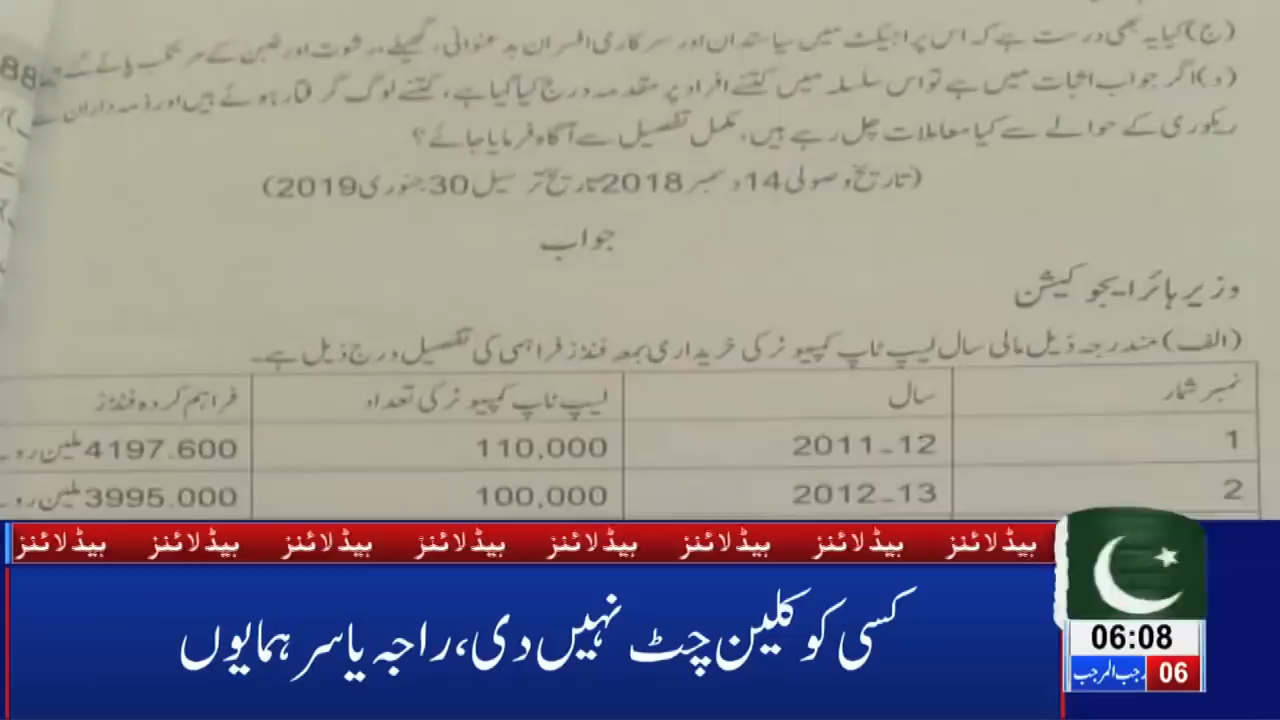 (ج) کیا یہ بھی درست ہے کہ اس پراجیکٹ میں سیاستدان اور سرکاری افسران بدعنوانی، گھپلے، رشوت اور غبن کے مرتکب پائے گئے
(د) اگر جواب اثبات میں ہے تو اس سلسلہ میں کتنے افراد پر مقدمہ درج کیا گیا ہے، کتنے لوگ گرفتار ہوئے ہیں اور ذمہ داران سے
ریکوری کے حوالے سے کیا معاملات چل رہے ہیں، مکمل تفصیل سے آگاہ فرمایا جائے؟
(تاریخ وصولی 14 دسمبر 2018 تاریخ ترسیل 30 جنوری 2019)
جواب
وزیر ہائر ایجوکیشن
(الف) مندرجہ ذیل مالی سال لیپ ٹاپ کمپیوٹرز کی خریداری بمعہ فنڈز فراہمی کی تفصیل درج ذیل ہے۔
نمبر شمار سال لیپ ٹاپ کمپیوٹرز کی تعداد فراہم کردہ فنڈز
1 2011-12 110,000 4197.600 ملین
2 2012-13 100,000 3995.000 ملین
ہیڈلائنز ہیڈلائنز ہیڈلائنز ہیڈلائنز ہیڈلائنز ہیڈلائنز ہیڈلائنز ہیڈلائنز
کسی کو کلین چٹ نہیں دی، راجہ یاسر ہمایوں
06:08
06 رجب المرجب